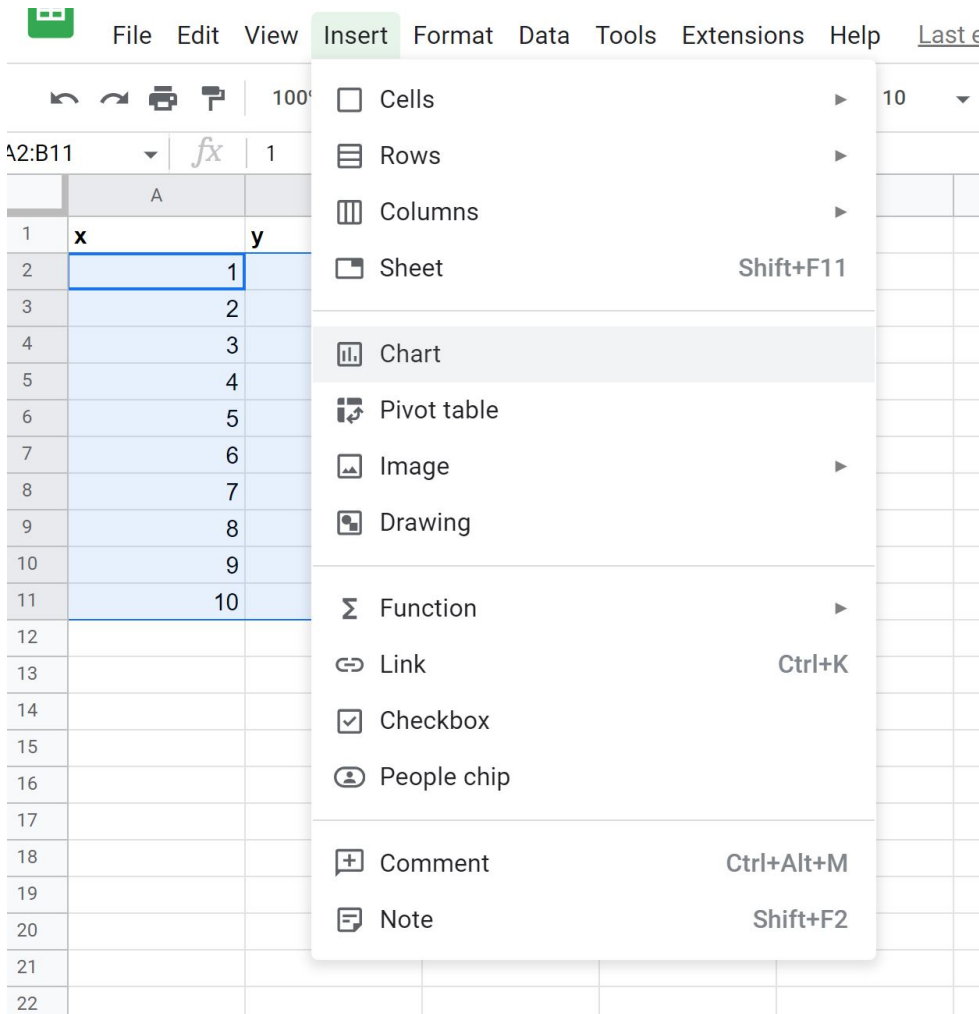 File Edit View Insert Format Data Tools Extensions Help Last e
100% Cells 10
A2:B11 fx 1 Rows
A Columns
1 x y
2 1 Sheet Shift+F11
3 2
4 3 Chart
5 4
6 5 Pivot table
7 6 Image
8 7
9 8 Drawing
10 9
11 10 Function
12
13 Link Ctrl+K
14
15 Checkbox
16 People chip
17
18 Comment Ctrl+Alt+M
19
20 Note Shift+F2
21
22